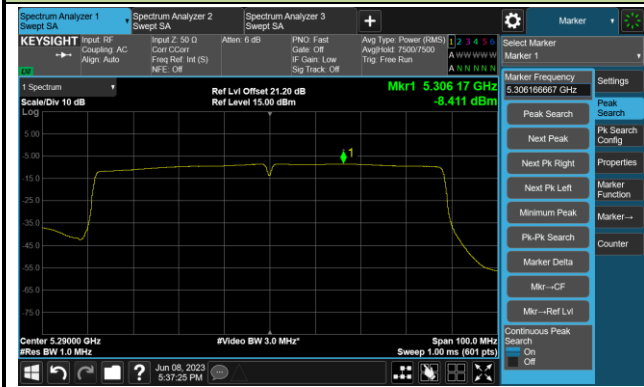 Spectrum Analyzer 1
Swept SA
Spectrum Analyzer 2
Swept SA
Spectrum Analyzer 3
Swept SA
+
Marker
KEYSIGHT
Input: RF
Coupling: AC
Align: Auto
Input Z: 50 Ω
Corr CCorr
Freq Ref: Int (S)
NFE: Off
Atten: 6 dB
PNO: Fast
Gate: Off
IF Gain: Low
Sig Track: Off
Avg Type: Power (RMS)
Avg|Hold: 7500/7500
Trig: Free Run
1 2 3 4 5 6
A W W W W W
A N N N N N
Select Marker
Marker 1
1 Spectrum
Scale/Div 10 dB
Log
Ref Lvl Offset 21.20 dB
Ref Level 15.00 dBm
Mkr1 5.306 17 GHz
-8.411 dBm
5.00
-5.00
-15.0
-25.0
-35.0
-45.0
-55.0
-65.0
-75.0
1
Center 5.29000 GHz
#Res BW 1.0 MHz
#Video BW 3.0 MHz*
Span 100.0 MHz
Sweep 1.00 ms (601 pts)
Marker Frequency
5.306166667 GHz
Peak Search
Next Peak
Next Pk Right
Next Pk Left
Minimum Peak
Pk-Pk Search
Marker Delta
Mkr→CF
Mkr→Ref Lvl
Continuous Peak
Search
On
Off
Settings
Peak
Search
Pk Search
Config
Properties
Marker
Function
Marker→
Counter
?
Jun 08, 2023
5:37:25 PM